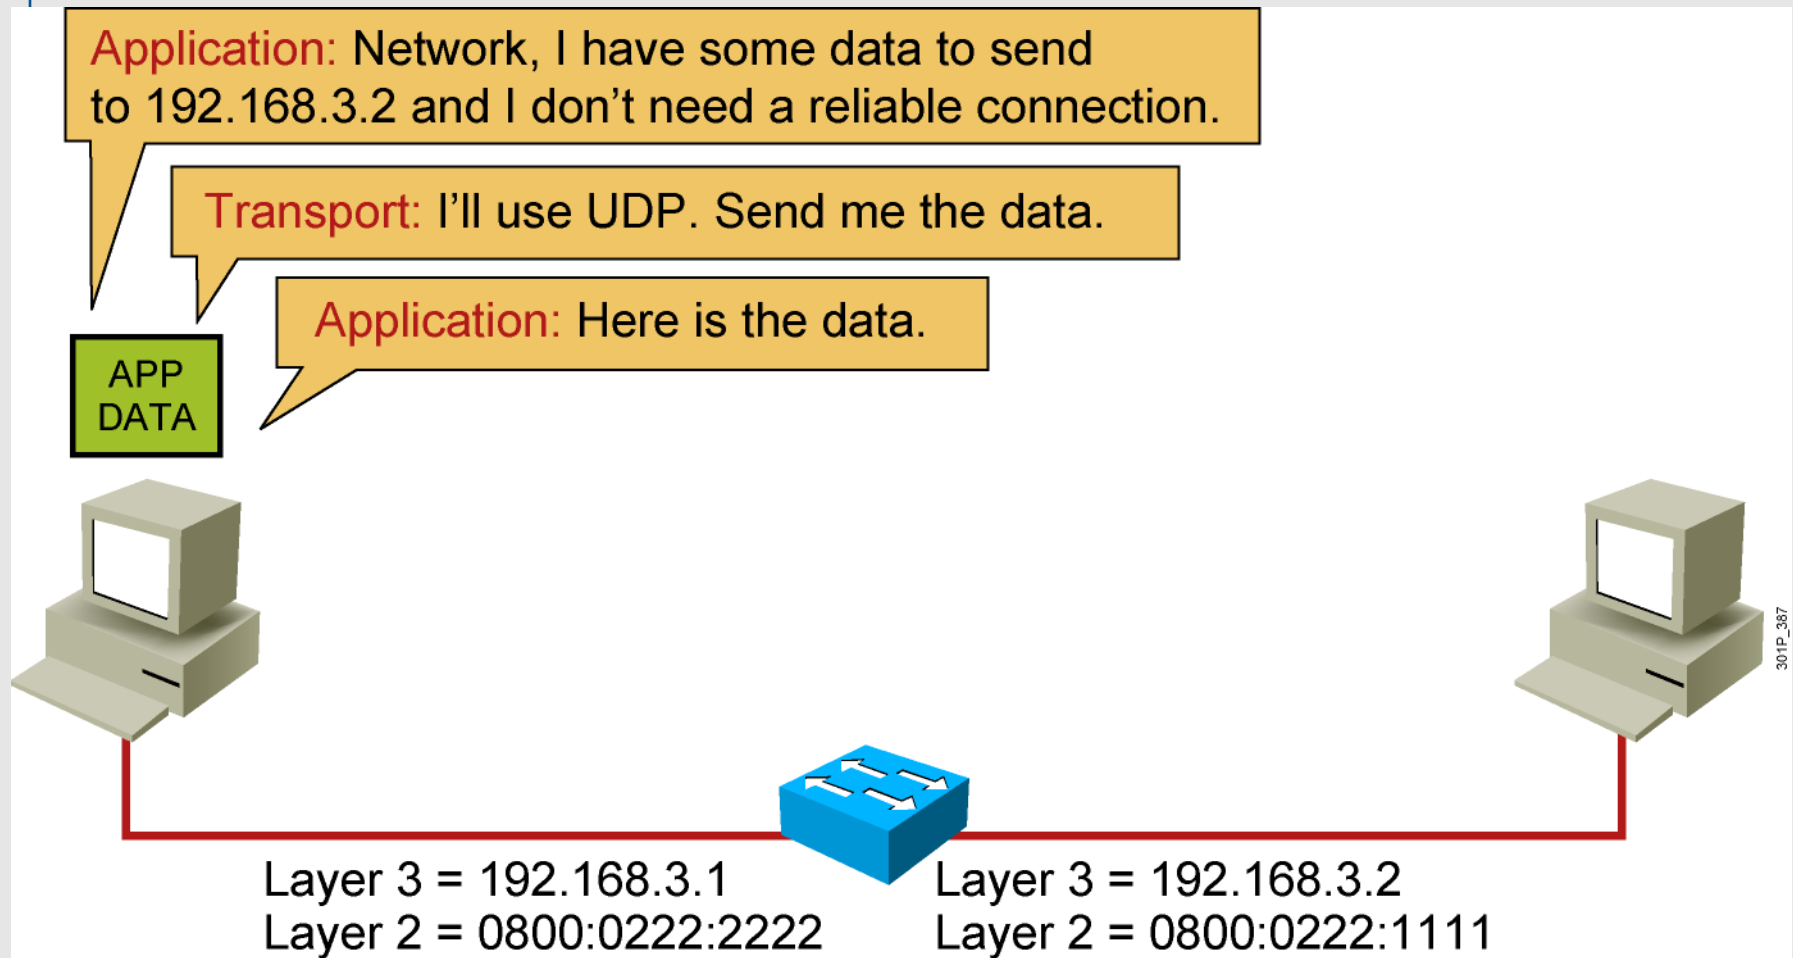 Application: Network, I have some data to send
to 192.168.3.2 and I don’t need a reliable connection.
Transport: I’ll use UDP. Send me the data.
Application: Here is the data.
APP
DATA
301P_387
Layer 3 = 192.168.3.1
Layer 2 = 0800:0222:2222
Layer 3 = 192.168.3.2
Layer 2 = 0800:0222:1111